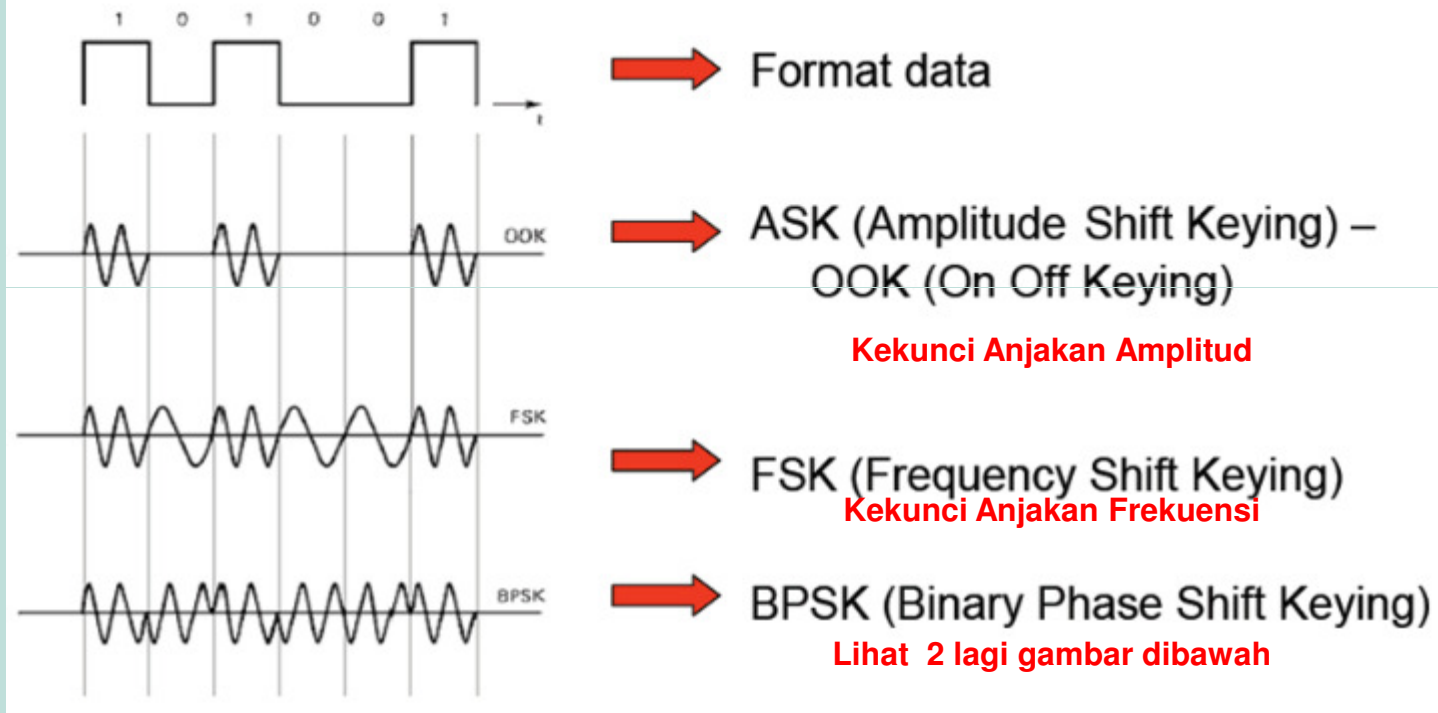 1 0 1 0 0 1
Format data
t
OOK
ASK (Amplitude Shift Keying) –
OOK (On Off Keying)
Kekunci Anjakan Amplitud
FSK
FSK (Frequency Shift Keying)
Kekunci Anjakan Frekuensi
BPSK
BPSK (Binary Phase Shift Keying)
Lihat 2 lagi gambar dibawah